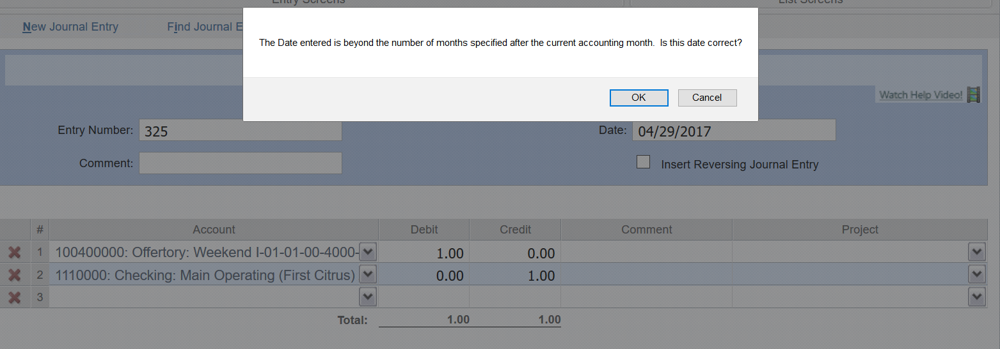 Entry Screens List Screens
New Journal Entry Find Journal E
The Date entered is beyond the number of months specified after the current accounting month. Is this date correct?
OK Cancel
Watch Help Video!
Entry Number: 325 Date: 04/29/2017
Comment: Insert Reversing Journal Entry
# Account Debit Credit Comment Project
1 100400000: Offertory: Weekend I-01-01-00-4000- 1.00 0.00
2 1110000: Checking: Main Operating (First Citrus) 0.00 1.00
3
Total: 1.00 1.00